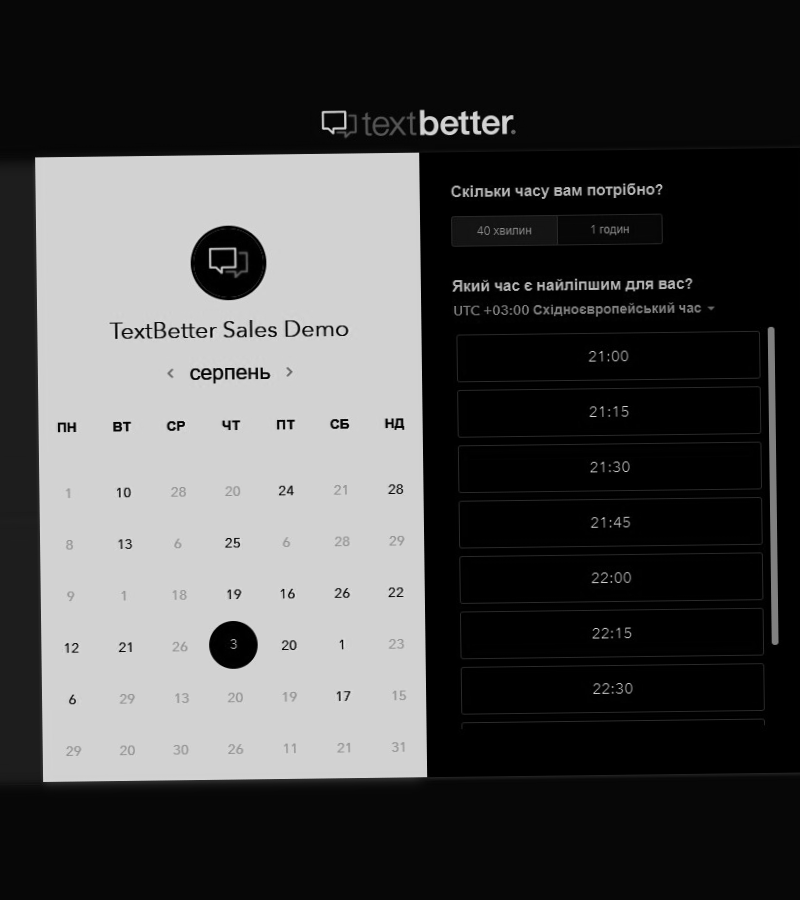 textbetter.
TextBetter Sales Demo
‹ серпень ›
ПН ВТ СР ЧТ ПТ СБ НД
1 10 28 20 24 21 28
8 13 6 25 6 28 29
9 1 18 19 16 26 22
12 21 26 3 20 1 23
6 29 13 20 19 17 15
29 20 30 26 11 21 31
Скільки часу вам потрібно?
40 хвилин 1 годин
Який час є найліпшим для вас?
UTC +03:00 Східноєвропейський час
21:00
21:15
21:30
21:45
22:00
22:15
22:30